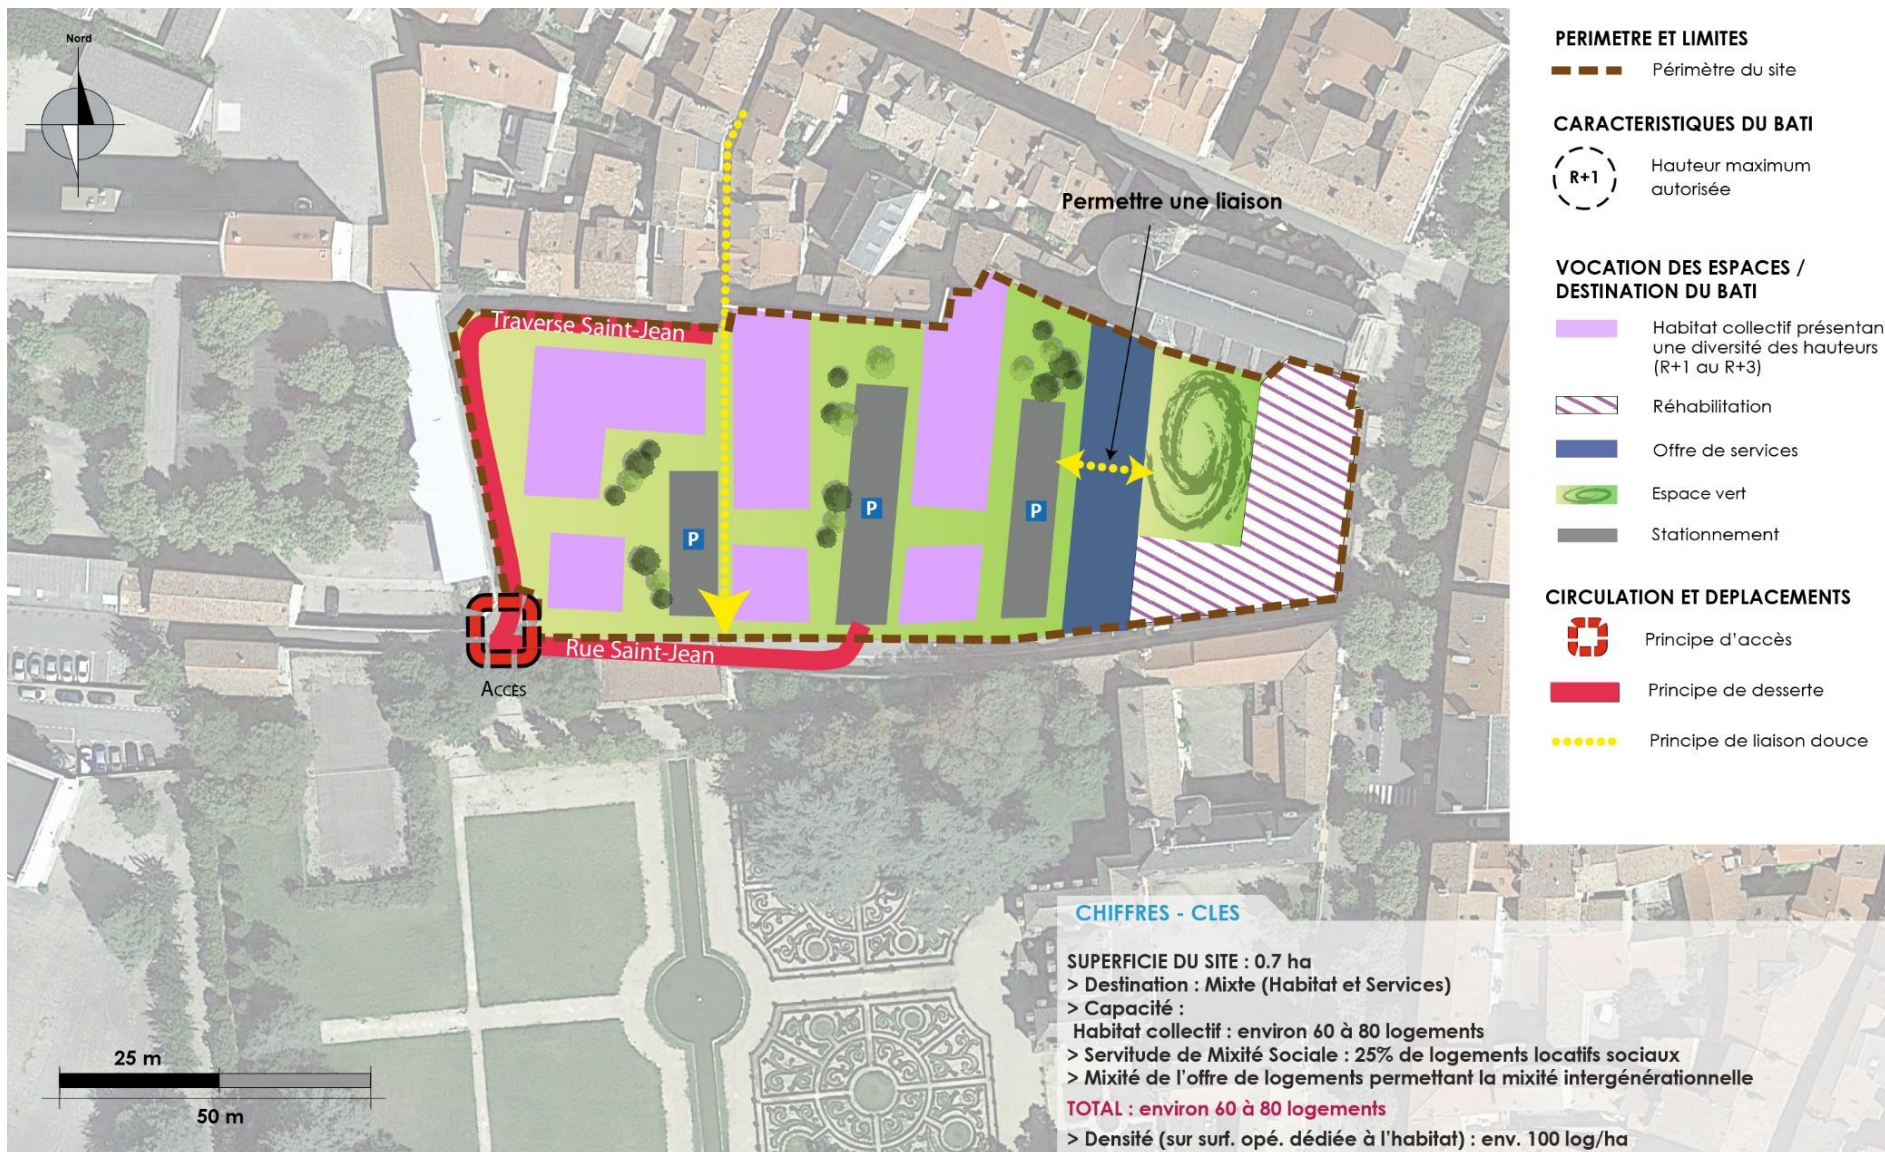 Nord
Permettre une liaison
Traverse Saint-Jean
P
P
P
Rue Saint-Jean
ACCÈS
25 m
50 m
PERIMETRE ET LIMITES
Périmètre du site
CARACTERISTIQUES DU BATI
R+1
Hauteur maximum
autorisée
VOCATION DES ESPACES /
DESTINATION DU BATI
Habitat collectif présentan
une diversité des hauteurs
(R+1 au R+3)
Réhabilitation
Offre de services
Espace vert
Stationnement
CIRCULATION ET DEPLACEMENTS
Principe d'accès
Principe de desserte
Principe de liaison douce
CHIFFRES - CLES
SUPERFICIE DU SITE : 0.7 ha
> Destination : Mixte (Habitat et Services)
> Capacité :
Habitat collectif : environ 60 à 80 logements
> Servitude de Mixité Sociale : 25% de logements locatifs sociaux
> Mixité de l'offre de logements permettant la mixité intergénérationnelle
TOTAL : environ 60 à 80 logements
> Densité (sur surf. opé. dédiée à l'habitat) : env. 100 log/ha